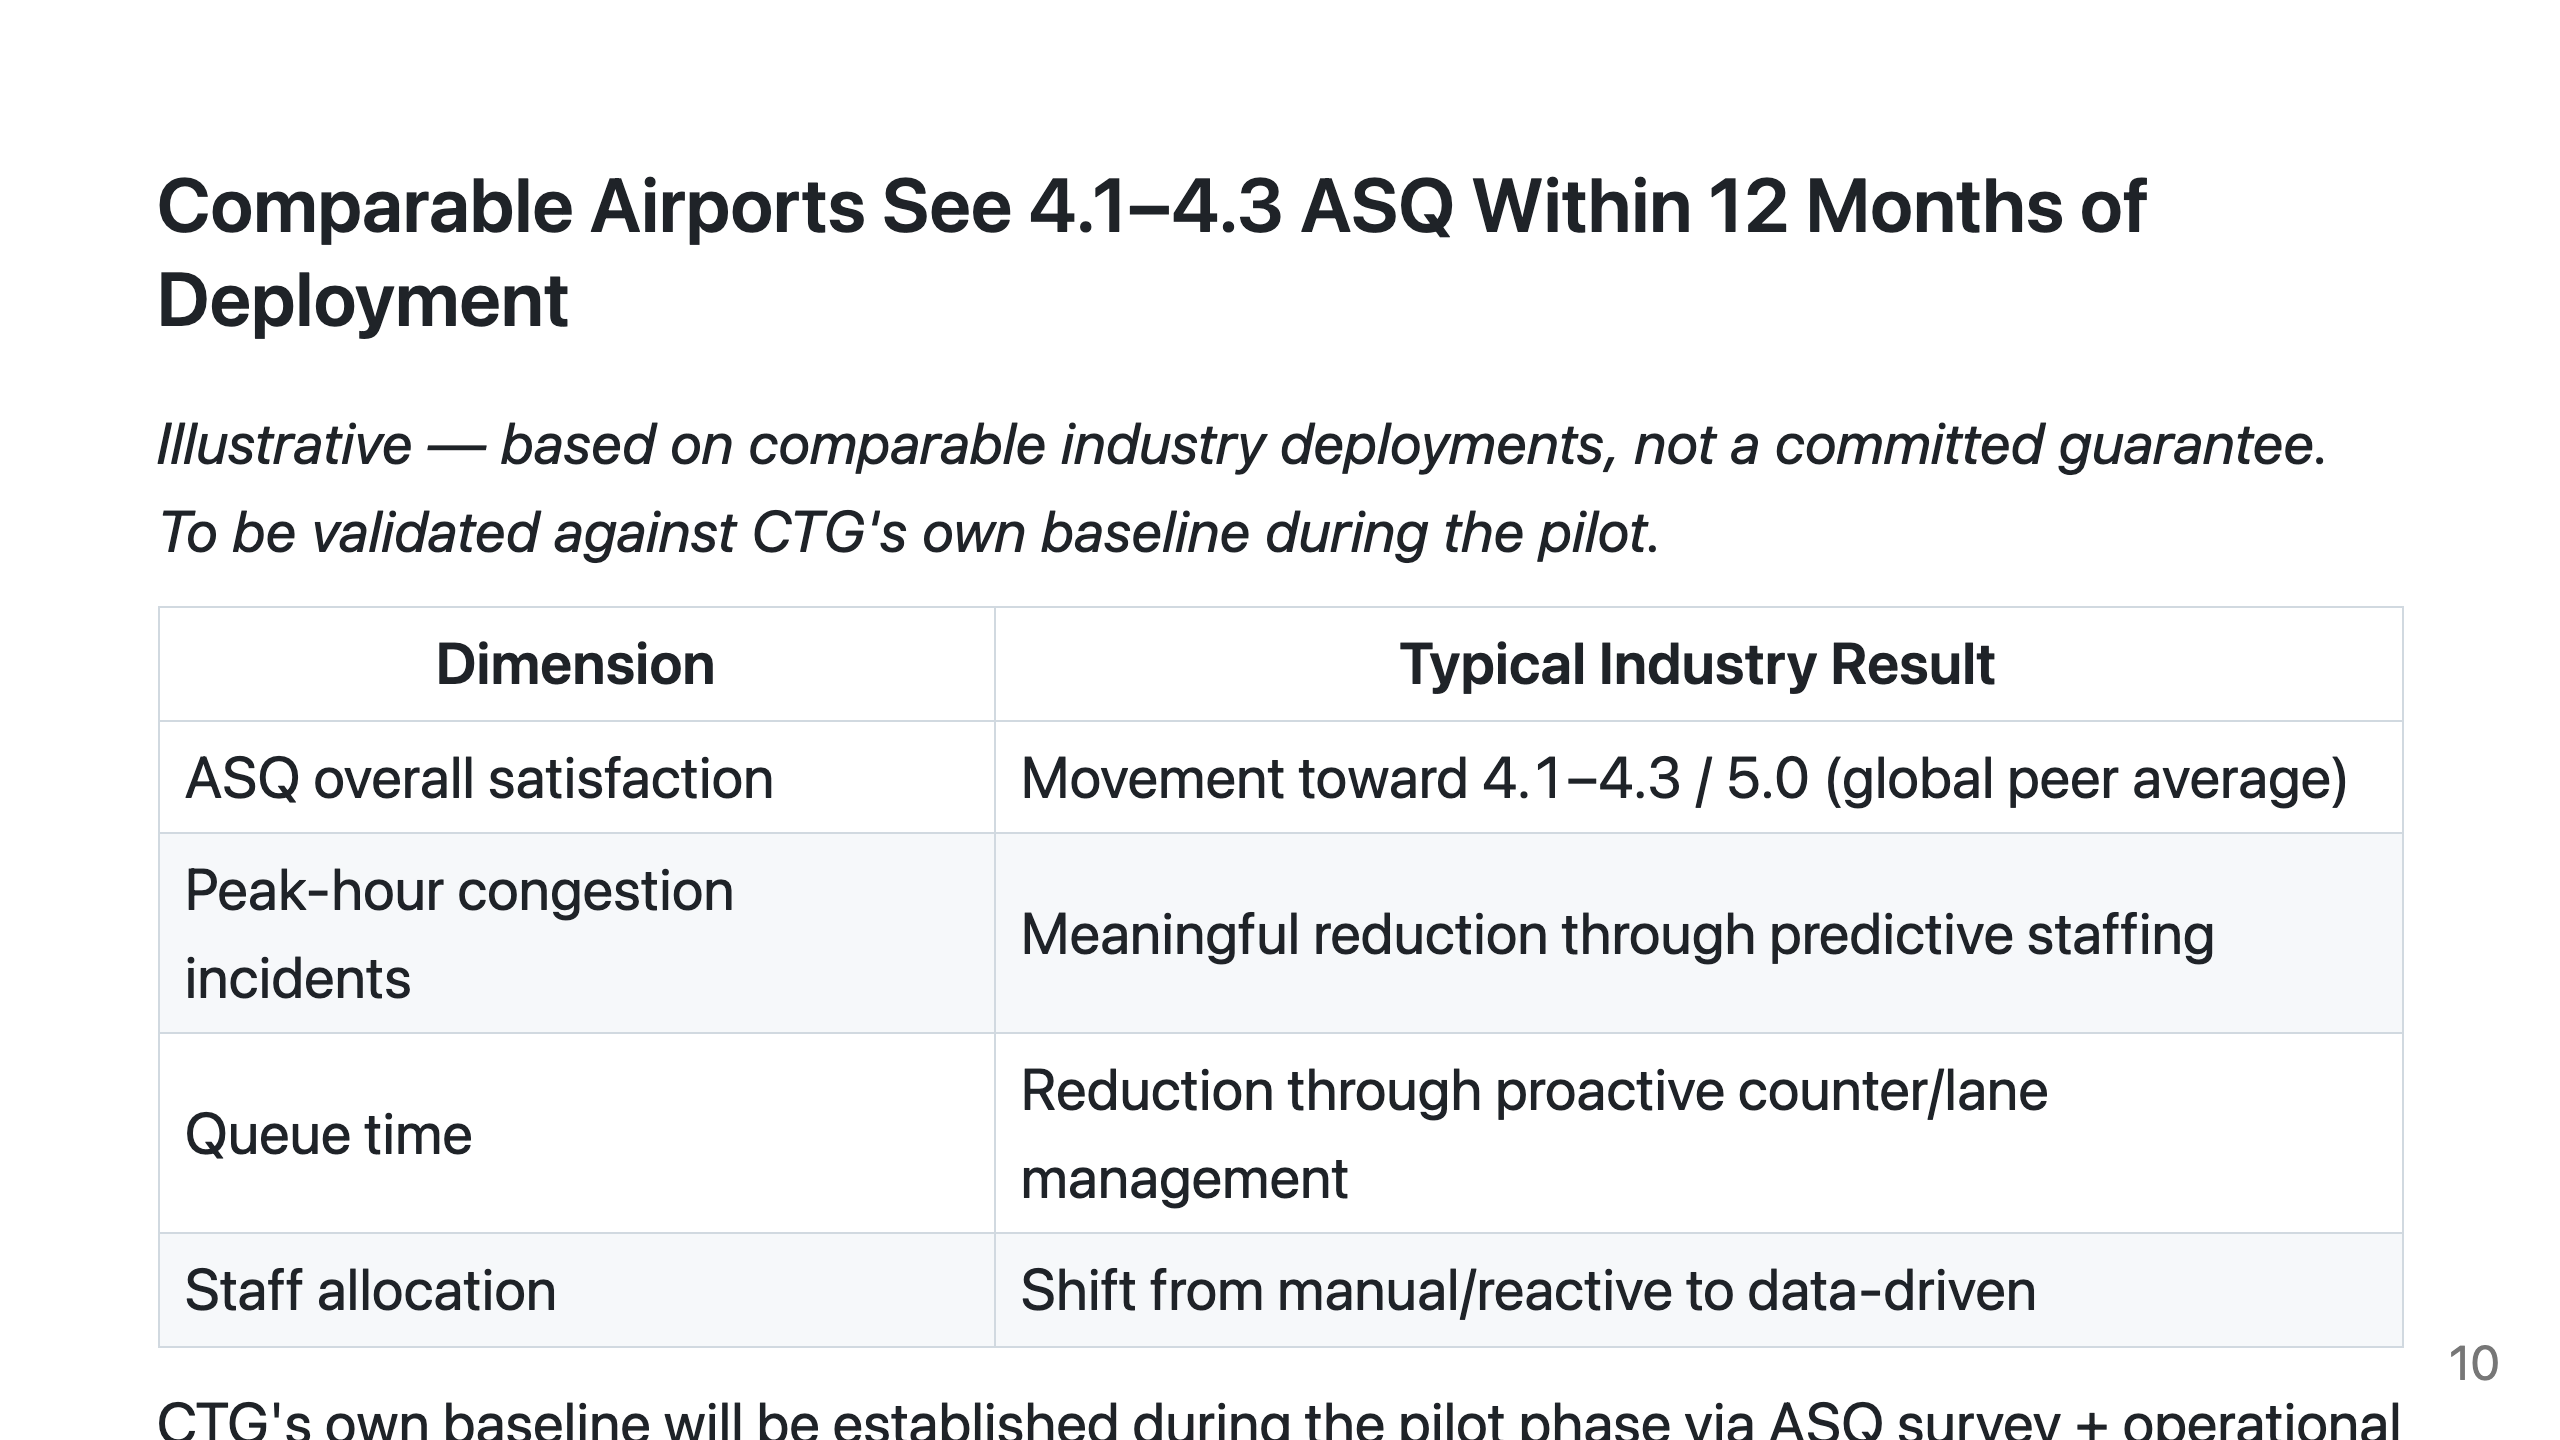 Comparable Airports See 4.1–4.3 ASQ Within 12 Months of
Deployment
Illustrative — based on comparable industry deployments, not a committed guarantee.
To be validated against CTG's own baseline during the pilot.
Dimension
Typical Industry Result
ASQ overall satisfaction
Movement toward 4.1–4.3 / 5.0 (global peer average)
Peak-hour congestion
incidents
Meaningful reduction through predictive staffing
Queue time
Reduction through proactive counter/lane
management
Staff allocation
Shift from manual/reactive to data-driven
10
CTG's own baseline will be established during the pilot phase via ASQ survey + operational